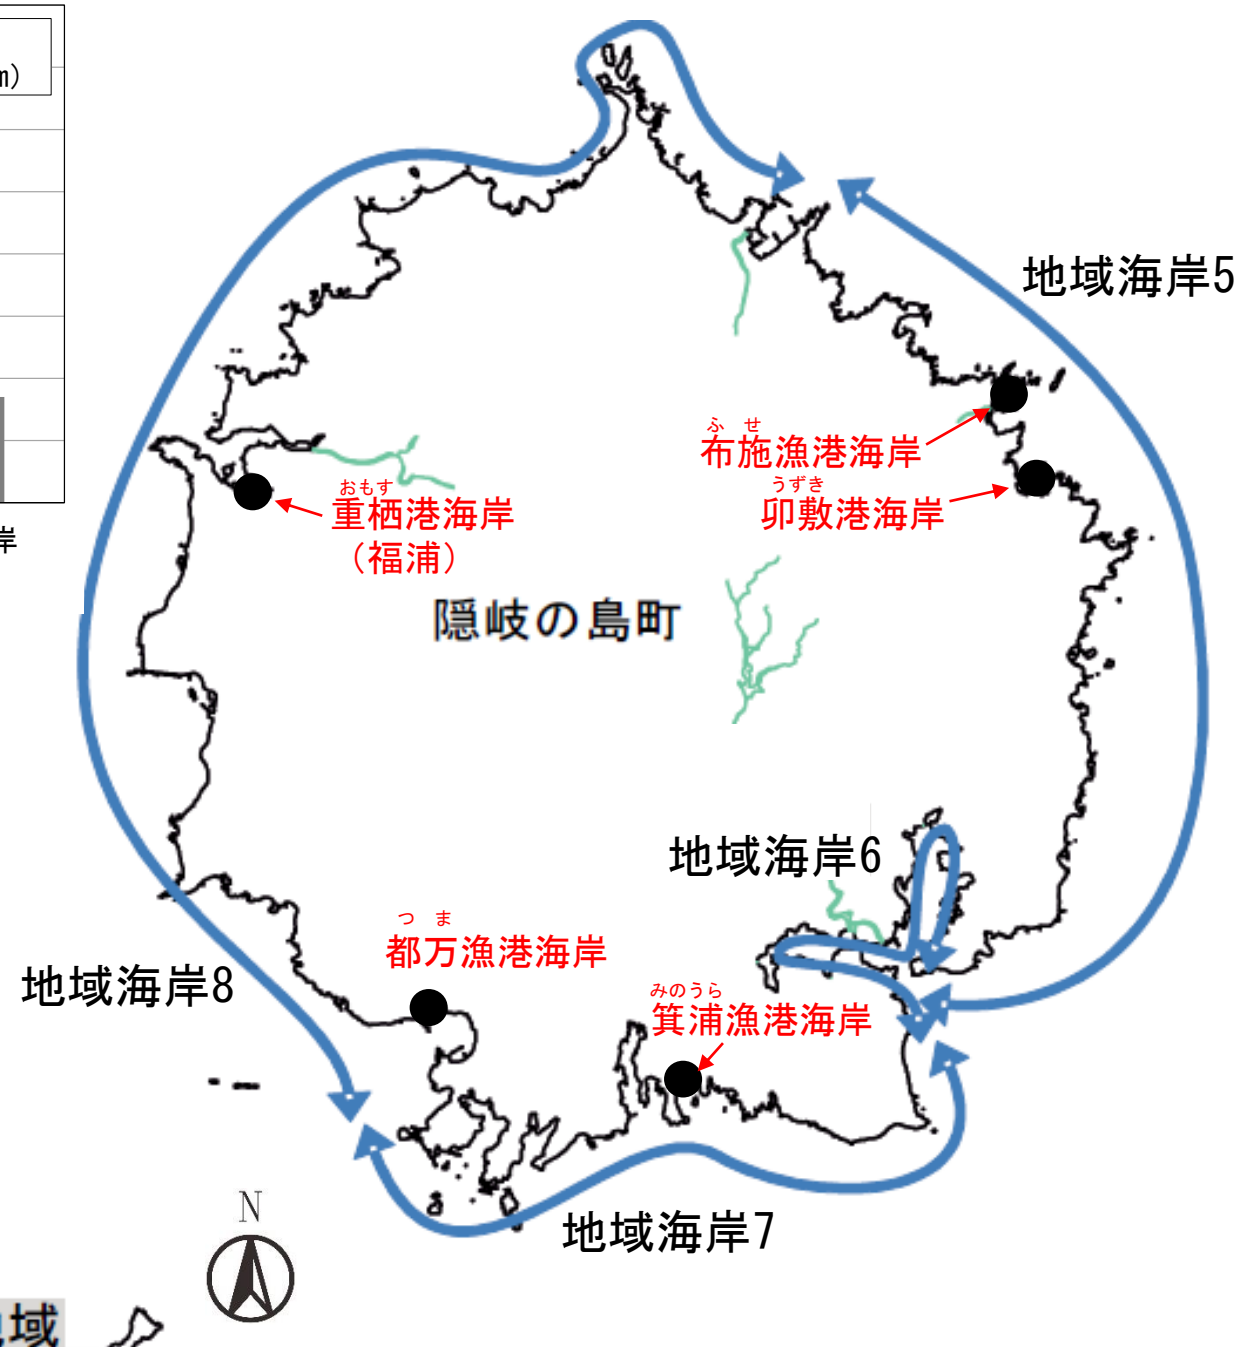 m)
岸
地域海岸5
ふせ
布施漁港海岸
うずき
卯敷港海岸
おもす
重栖港海岸
（福浦）
隠岐の島町
地域海岸6
つま
都万漁港海岸
地域海岸8
みのうら
箕浦漁港海岸
地域海岸7
N
域